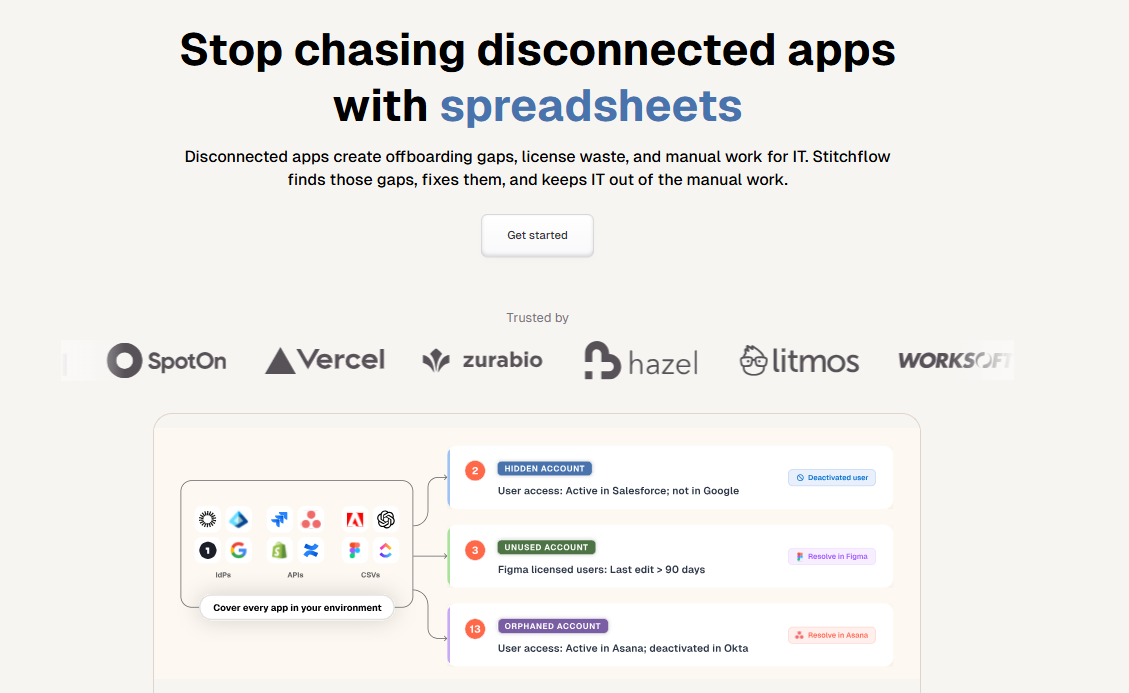 Stop chasing disconnected apps
with spreadsheets
Disconnected apps create offboarding gaps, license waste, and manual work for IT. Stitchflow
finds those gaps, fixes them, and keeps IT out of the manual work.
Get started
Trusted by
SpotOn
Vercel
zurabio
hazel
litmos
WORKSOFT
2
HIDDEN ACCOUNT
User access: Active in Salesforce; not in Google
Deactivated user
3
UNUSED ACCOUNT
Figma licensed users: Last edit > 90 days
Resolve in Figma
13
ORPHANED ACCOUNT
User access: Active in Asana; deactivated in Okta
Resolve in Asana
1
IdPs
APIs
CSVs
Cover every app in your environment